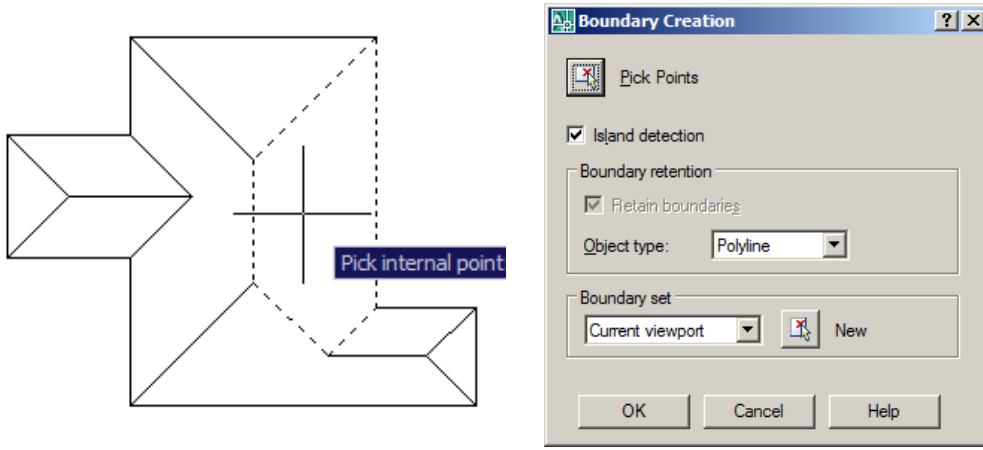 Pick internal point
Boundary Creation
Pick Points
Island detection
Boundary retention
Retain boundaries
Object type: Polyline
Boundary set
Current viewport New
OK Cancel Help